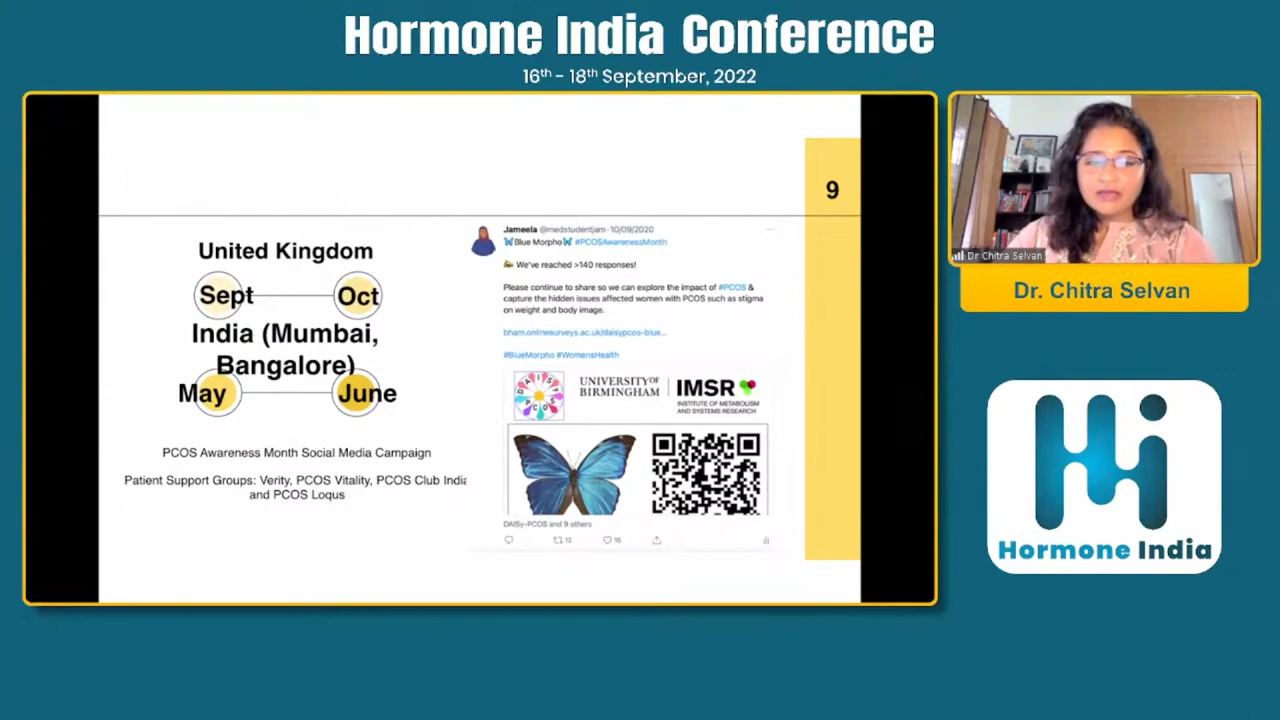 Hormone India Conference
16th - 18th September, 2022
9
United Kingdom
Sept
Oct
India (Mumbai,
Bangalore)
May
June
PCOS Awareness Month Social Media Campaign
Patient Support Groups: Verity, PCOS Vitality, PCOS Club India
and PCOS Loqus
Jameela @medstudentjam · 10/09/2020
🦋Blue Morpho🦋 #PCOSAwarenessMonth
We've reached >140 responses!
Please continue to share so we can explore the impact of #PCOS &
capture the hidden issues affected women with PCOS such as stigma
on weight and body image.
bham.onlinesurveys.ac.uk/daisypcos-blue...
#BlueMorpho #WomensHealth
DAISy
PCOS
UNIVERSITY OF
BIRMINGHAM
IMSR
INSTITUTE OF METABOLISM
AND SYSTEMS RESEARCH
DAISy-PCOS and 9 others
12
15
Dr Chitra Selvan
Dr. Chitra Selvan
Hi
Hormone India